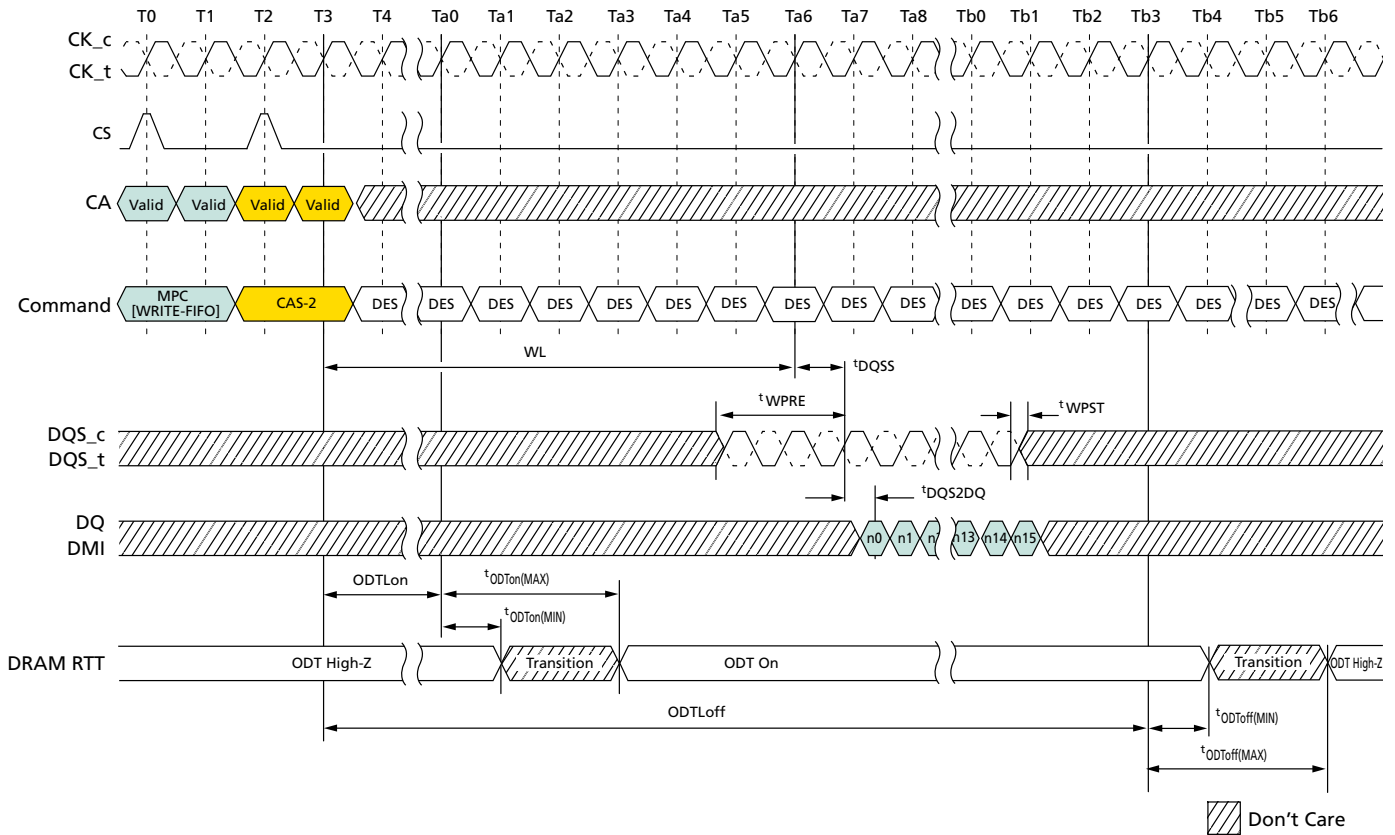 T0 T1 T2 T3 T4 Ta0 Ta1 Ta2 Ta3 Ta4 Ta5 Ta6 Ta7 Ta8 Tb0 Tb1 Tb2 Tb3 Tb4 Tb5 Tb6
CK_c
CK_t
CS
CA Valid Valid Valid Valid
Command MPC [WRITE-FIFO] CAS-2 DES DES DES DES DES DES DES DES DES DES DES DES DES DES DES DES DES
WL
tDQSS
tWPRE
tWPST
DQS_c
DQS_t
tDQS2DQ
DQ
DMI
n0 n1 n n13 n14 n15
ODTLon tODTon(MAX)
tODTon(MIN)
DRAM RTT ODT High-Z Transition ODT On Transition ODT High-Z
ODTLoff
tODToff(MIN)
tODToff(MAX)
Don't Care